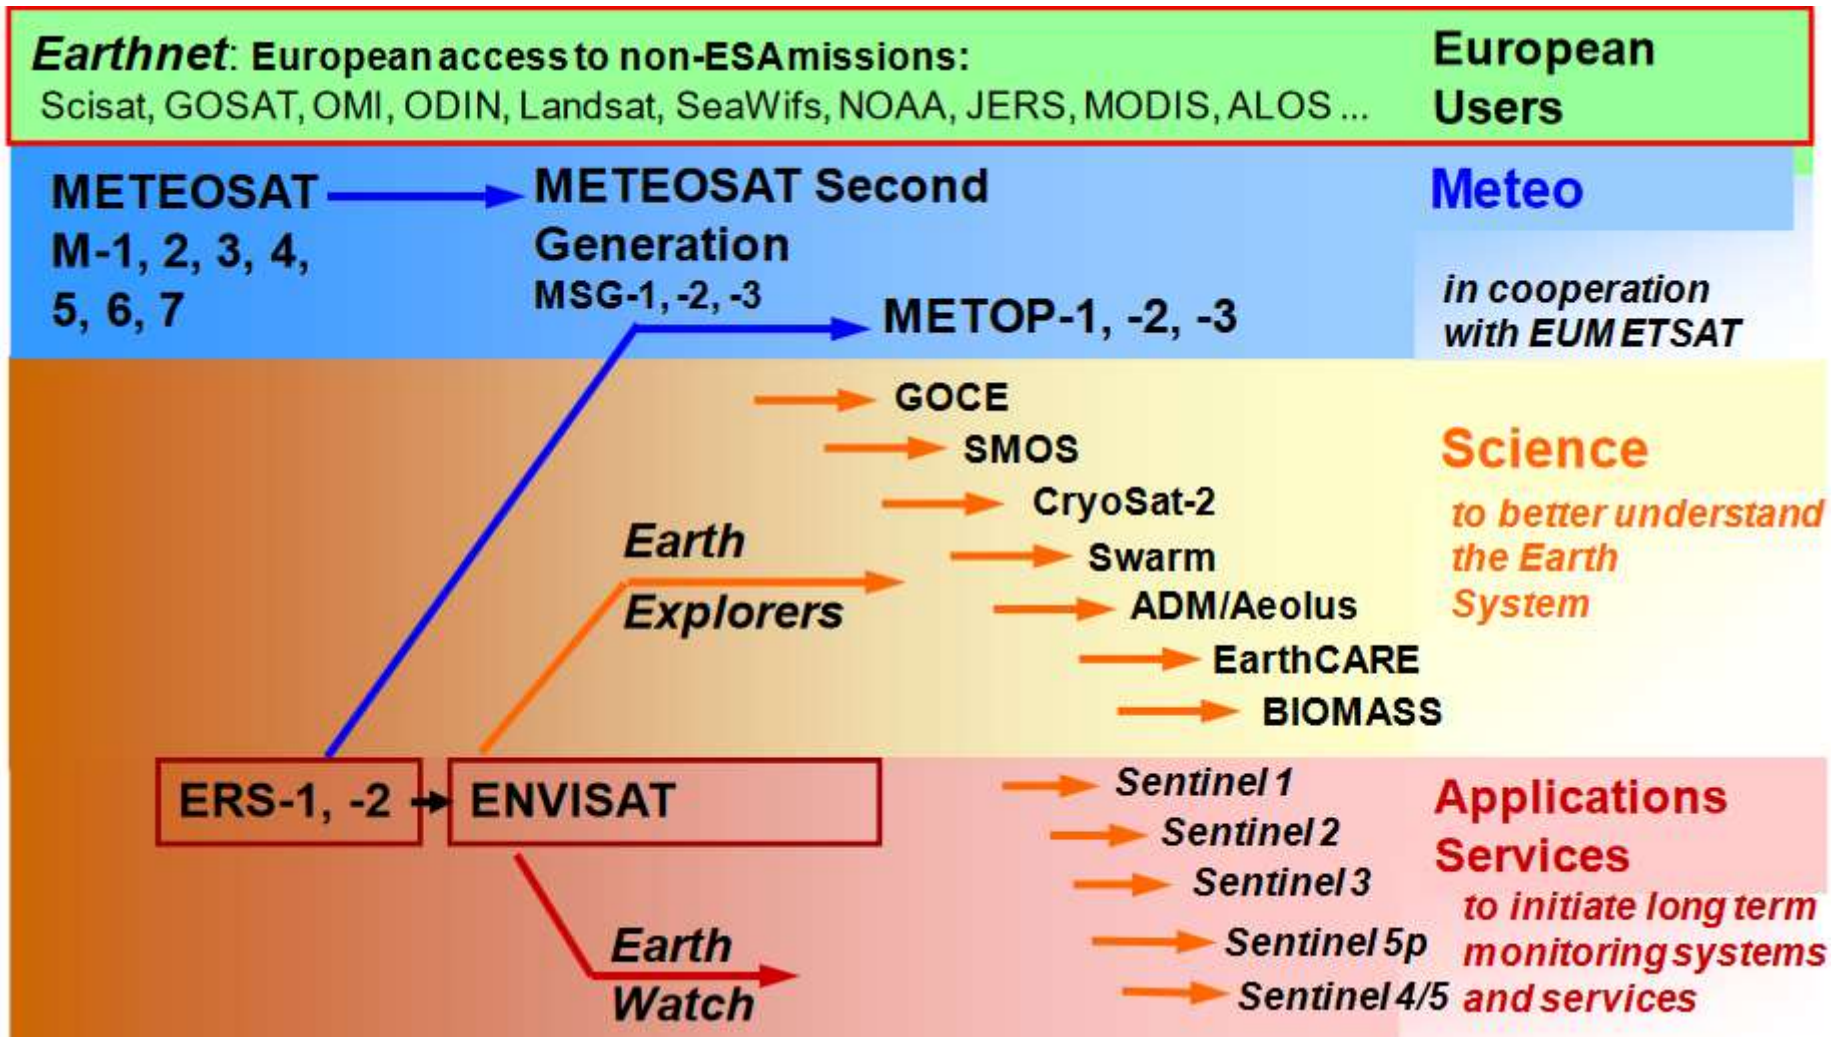 Earthnet: European access to non-ESA missions:
Scisat, GOSAT, OMI, ODIN, Landsat, SeaWifs, NOAA, JERS, MODIS, ALOS ...
European
Users
METEOSAT
M-1, 2, 3, 4,
5, 6, 7
METEOSAT Second
Generation
MSG-1, -2, -3
METOP-1, -2, -3
Meteo
in cooperation
with EUMETSAT
GOCE
SMOS
CryoSat-2
Swarm
ADM/Aeolus
EarthCARE
BIOMASS
Earth
Explorers
Science
to better understand
the Earth
System
ERS-1, -2
ENVISAT
Earth
Watch
Sentinel 1
Sentinel 2
Sentinel 3
Sentinel 5p
Sentinel 4/5
Applications
Services
to initiate long term
monitoring systems
and services